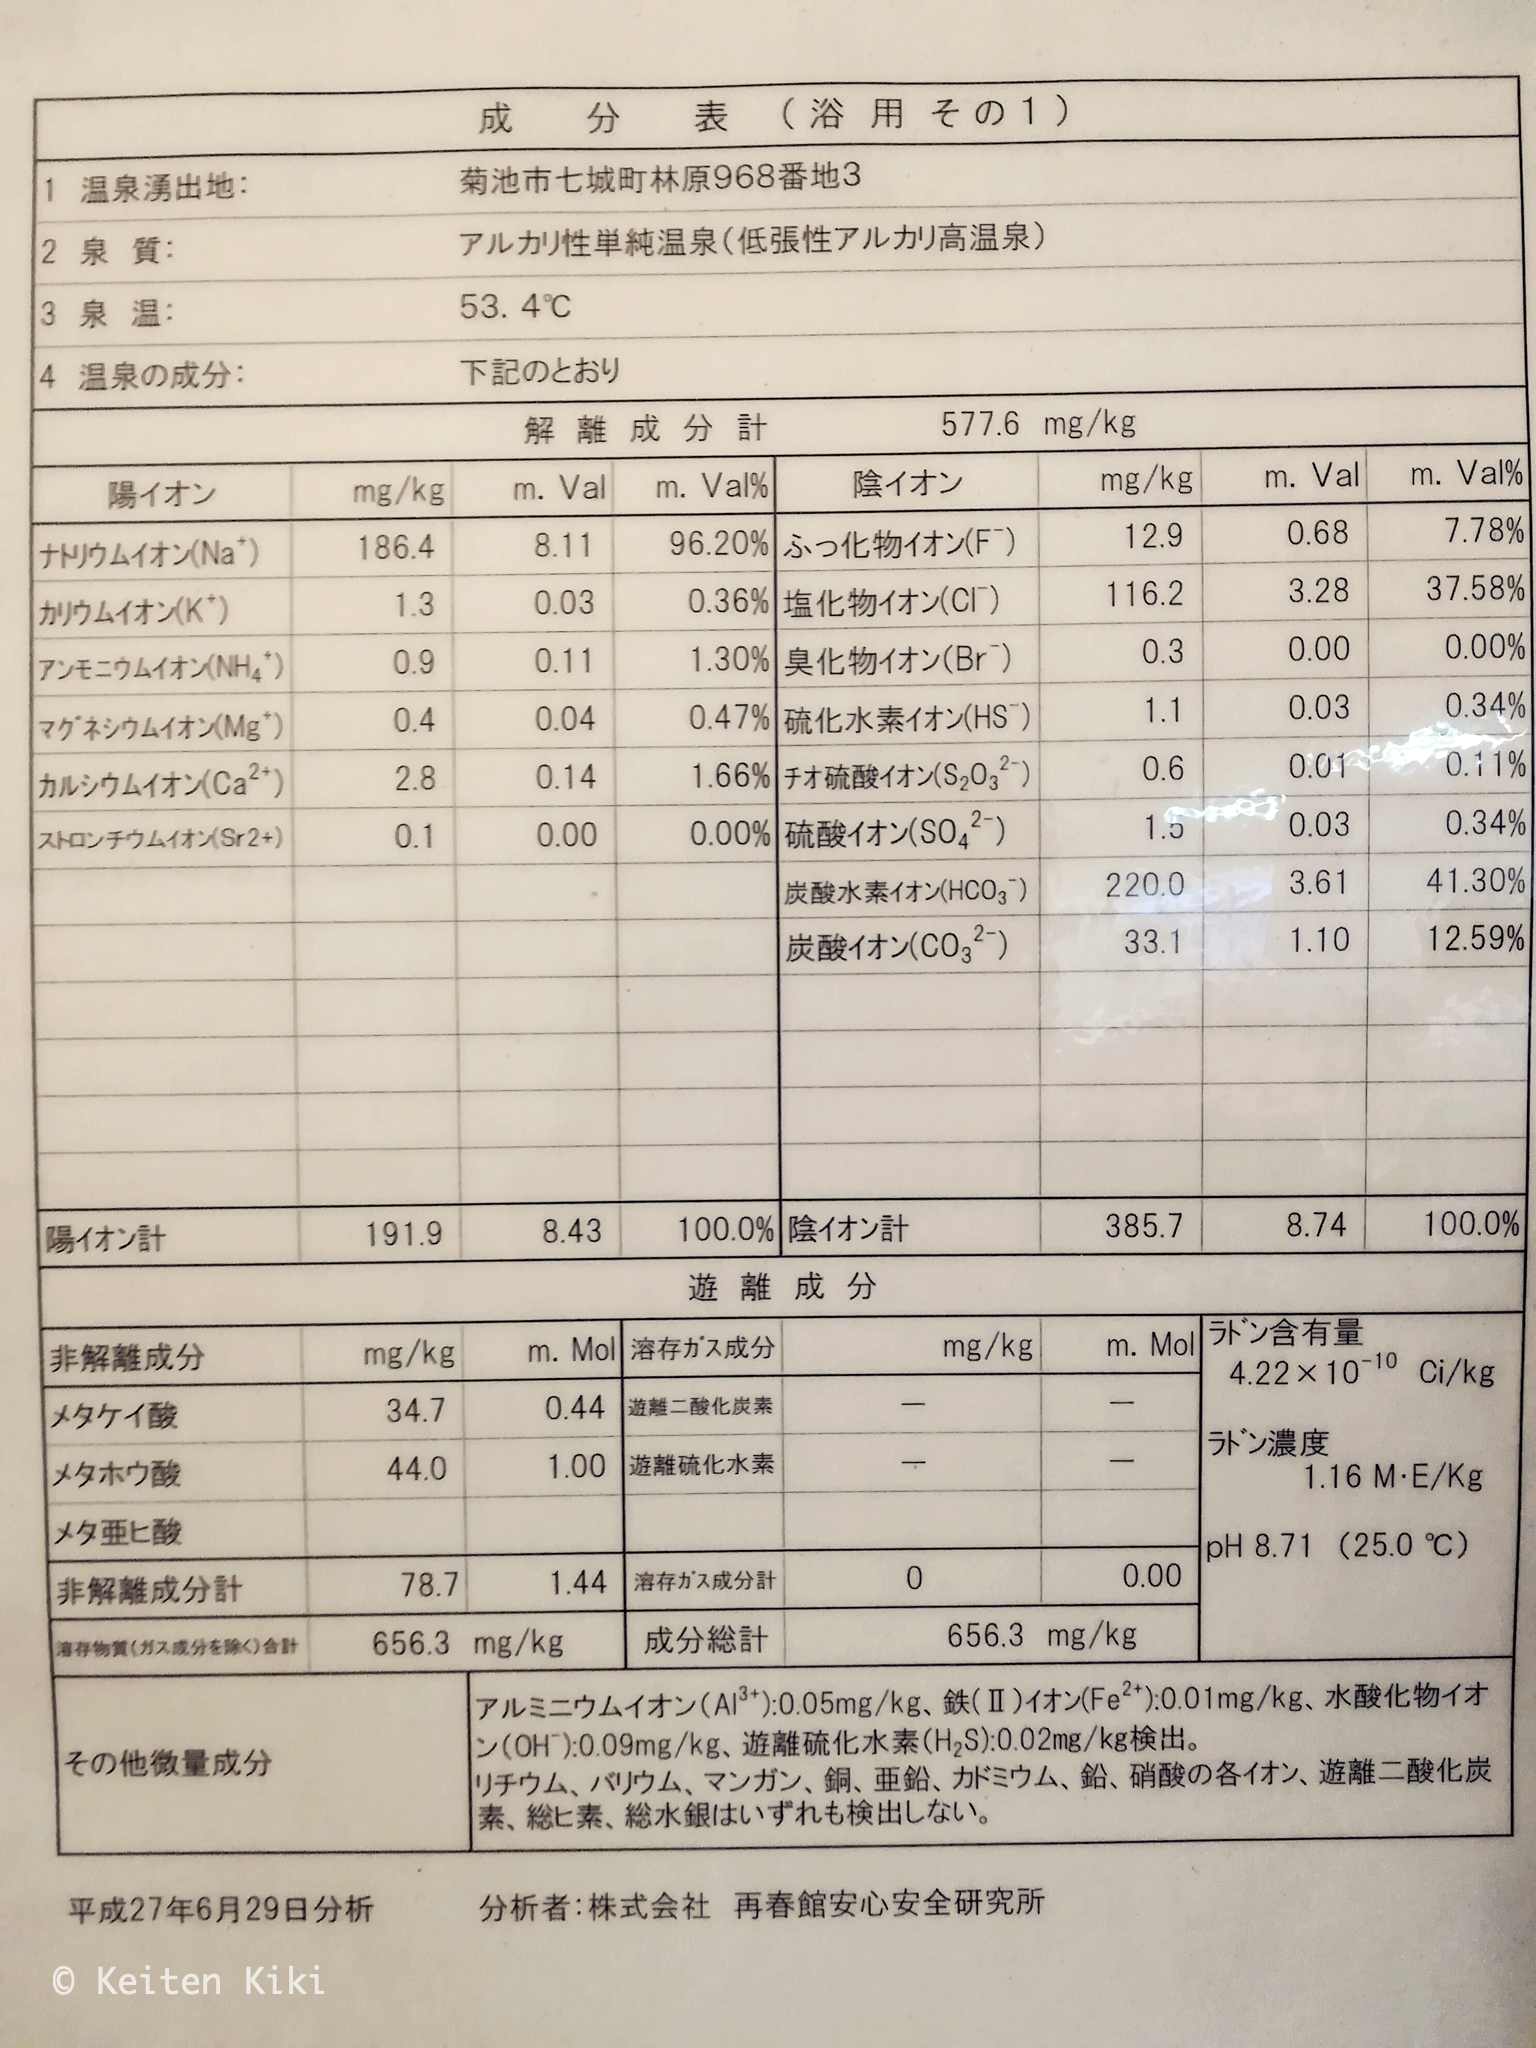 成 分 表 (浴 用 そ の 1)
1 温泉湧出地: 菊池市七城町林原968番地3
2 泉 質: アルカリ性単純温泉(低張性アルカリ高温泉)
3 泉 温: 53. 4℃
4 温泉の成分: 下記のとおり
解 離 成 分 計 577.6 mg/kg
陽イオン mg/kg m. Val m. Val% 陰イオン mg/kg m. Val m. Val%
ナトリウムイオン(Na⁺) 186.4 8.11 96.20% ふっ化物イオン(F⁻) 12.9 0.68 7.78%
カリウムイオン(K⁺) 1.3 0.03 0.36% 塩化物イオン(Cl⁻) 116.2 3.28 37.58%
アンモニウムイオン(NH₄⁺) 0.9 0.11 1.30% 臭化物イオン(Br⁻) 0.3 0.00 0.00%
マグネシウムイオン(Mg⁺) 0.4 0.04 0.47% 硫化水素イオン(HS⁻) 1.1 0.03 0.34%
カルシウムイオン(Ca²⁺) 2.8 0.14 1.66% チオ硫酸イオン(S₂O₃²⁻) 0.6 0.01 0.11%
ストロンチウムイオン(Sr2+) 0.1 0.00 0.00% 硫酸イオン(SO₄²⁻) 1.5 0.03 0.34%
炭酸水素イオン(HCO₃⁻) 220.0 3.61 41.30%
炭酸イオン(CO₃²⁻) 33.1 1.10 12.59%
陽イオン計 191.9 8.43 100.0% 陰イオン計 385.7 8.74 100.0%
遊 離 成 分
非解離成分 mg/kg m. Mol 溶存ガス成分 mg/kg m. Mol
メタケイ酸 34.7 0.44 遊離二酸化炭素 — —
メタホウ酸 44.0 1.00 遊離硫化水素 — —
メタ亜ヒ酸
非解離成分計 78.7 1.44 溶存ガス成分計 0 0.00
溶存物質(ガス成分を除く)合計 656.3 mg/kg 成分総計 656.3 mg/kg
ラドン含有量
4.22×10⁻¹⁰ Ci/kg
ラドン濃度
1.16 M·E/Kg
pH 8.71 (25.0 ℃)
その他微量成分
アルミニウムイオン(Al³⁺):0.05mg/kg、鉄(Ⅱ)イオン(Fe²⁺):0.01mg/kg、水酸化物イオ
ン(OH⁻):0.09mg/kg、遊離硫化水素(H₂S):0.02mg/kg検出。
リチウム、バリウム、マンガン、銅、亜鉛、カドミウム、鉛、硝酸の各イオン、遊離二酸化炭
素、総ヒ素、総水銀はいずれも検出しない。
平成27年6月29日分析 分析者:株式会社 再春館安心安全研究所
© Keiten Kiki